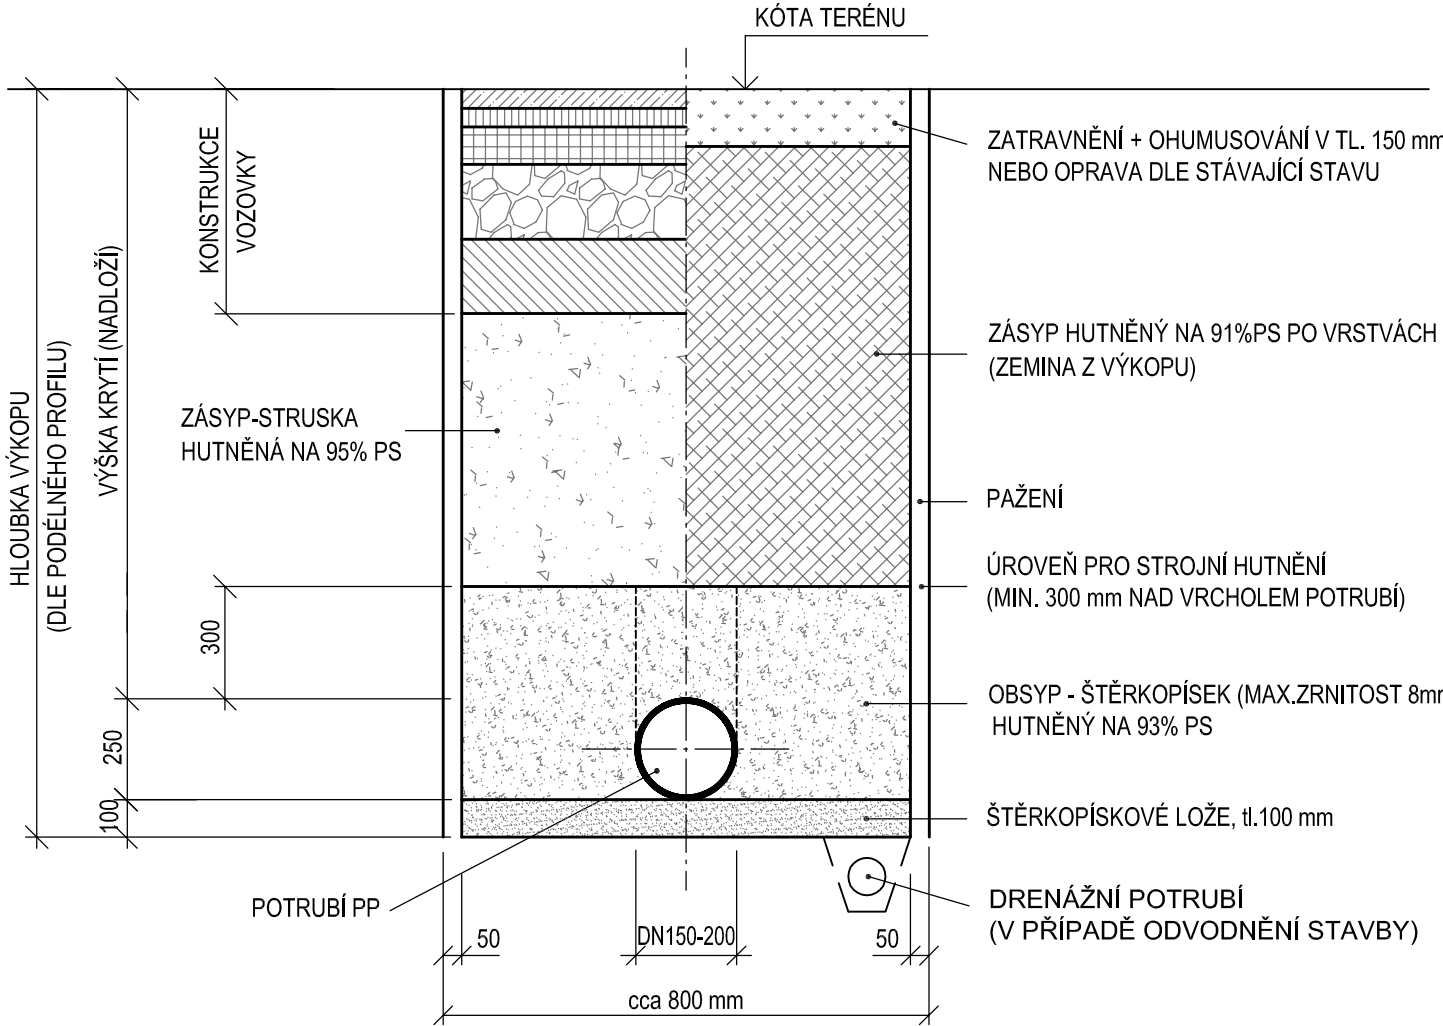 KÓTA TERÉNU
ZATRAVNĚNÍ + OHUMUSOVÁNÍ V TL. 150 mm
NEBO OPRAVA DLE STÁVAJÍCÍ STAVU
KONSTRUKCE
VOZOVKY
VÝŠKA KRYTÍ (NADLOŽÍ)
HLOUBKA VÝKOPU
(DLE PODÉLNÉHO PROFILU)
ZÁSYP HUTNĚNÝ NA 91%PS PO VRSTVÁCH
(ZEMINA Z VÝKOPU)
ZÁSYP-STRUSKA
HUTNĚNÁ NA 95% PS
PAŽENÍ
ÚROVEŇ PRO STROJNÍ HUTNĚNÍ
(MIN. 300 mm NAD VRCHOLEM POTRUBÍ)
300
OBSYP - ŠTĚRKOPÍSEK (MAX.ZRNITOST 8m
HUTNĚNÝ NA 93% PS
250
100
ŠTĚRKOPÍSKOVÉ LOŽE, tl.100 mm
POTRUBÍ PP
DRENÁŽNÍ POTRUBÍ
(V PŘÍPADĚ ODVODNĚNÍ STAVBY)
50
DN150-200
50
cca 800 mm